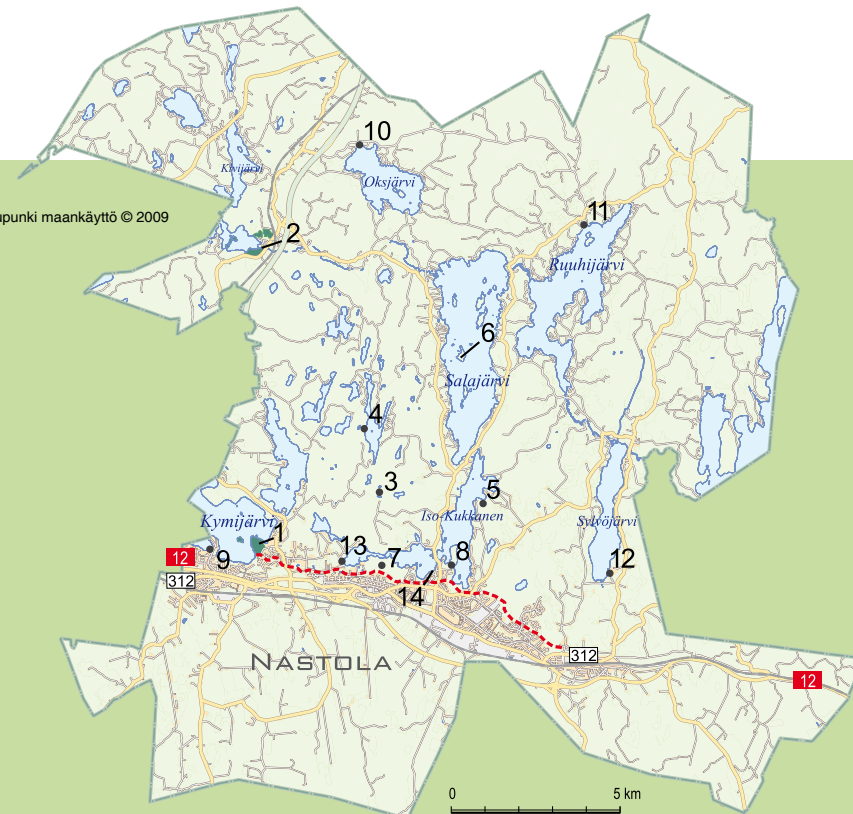 10
Kivijärvi
Oksjärvi
upunki maankäyttö © 2009
11
2
Ruuhijärvi
6
Salajärvi
4
3
5
Kymijärvi
1
Iso-Kukkanen
Sylvöjärvi
12
9
13
7
8
12
312
14
312
NASTOLA
12
0 5 km